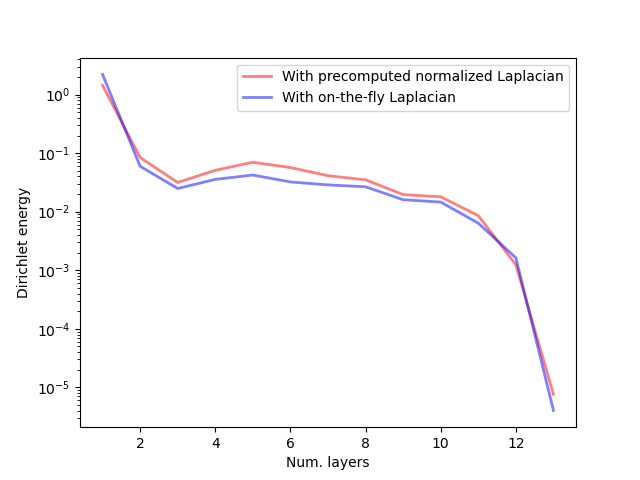 With precomputed normalized Laplacian
With on-the-fly Laplacian
Dirichlet energy
10⁰
10⁻¹
10⁻²
10⁻³
10⁻⁴
10⁻⁵
2 4 6 8 10 12
Num. layers